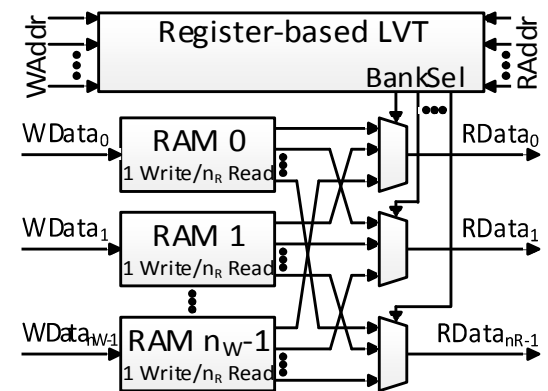 Register-based LVT
WAddr
RAddr
BankSel
WData0
RAM 0
1 Write/nR Read
RData0
WData1
RAM 1
1 Write/nR Read
RData1
WDatanW-1
RAM nW-1
1 Write/nR Read
RDatanR-1